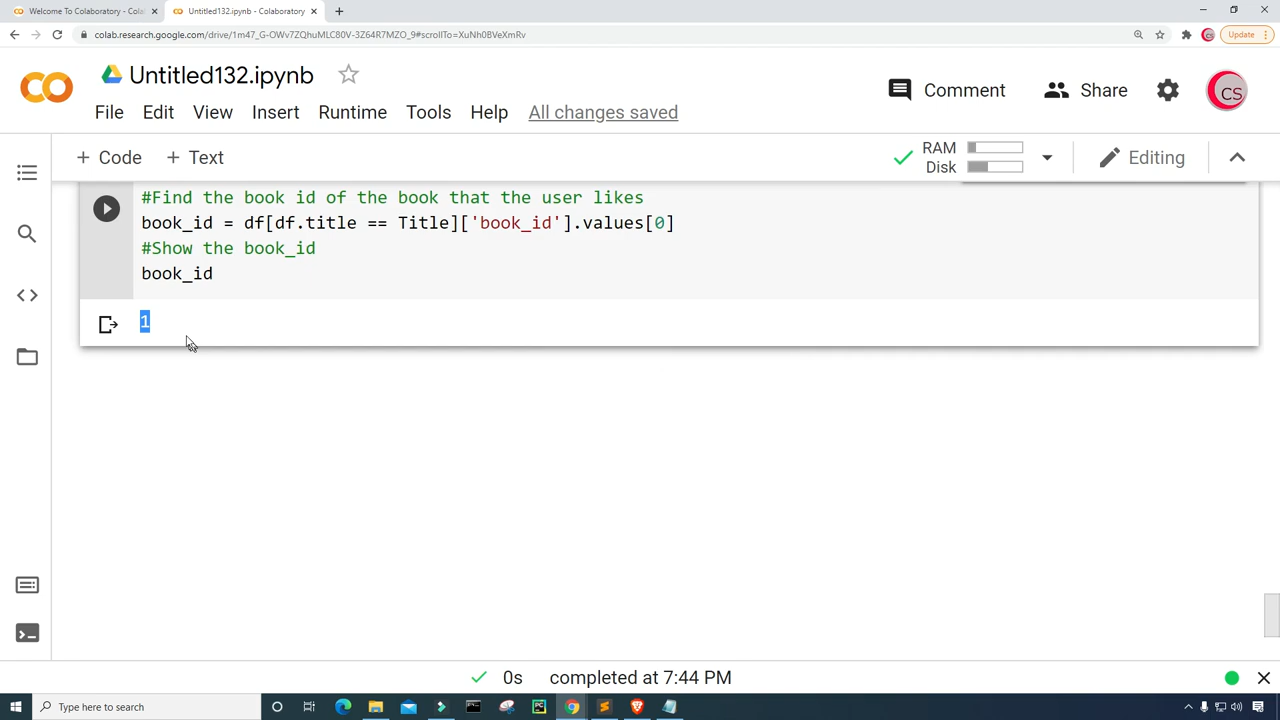 Welcome To Colaboratory - Cola
Untitled132.ipynb - Colaboratory
colab.research.google.com/drive/1m47_G-OWv7ZQhuMLC80V-3Z64R7MZO_9#scrollTo=XuNh0BVeXmRv
Update
Untitled132.ipynb
Comment
Share
CS
File Edit View Insert Runtime Tools Help All changes saved
+ Code + Text
RAM
Disk
Editing
#Find the book id of the book that the user likes
book_id = df[df.title == Title]['book_id'].values[0]
#Show the book_id
book_id
1
0s completed at 7:44 PM
Type here to search